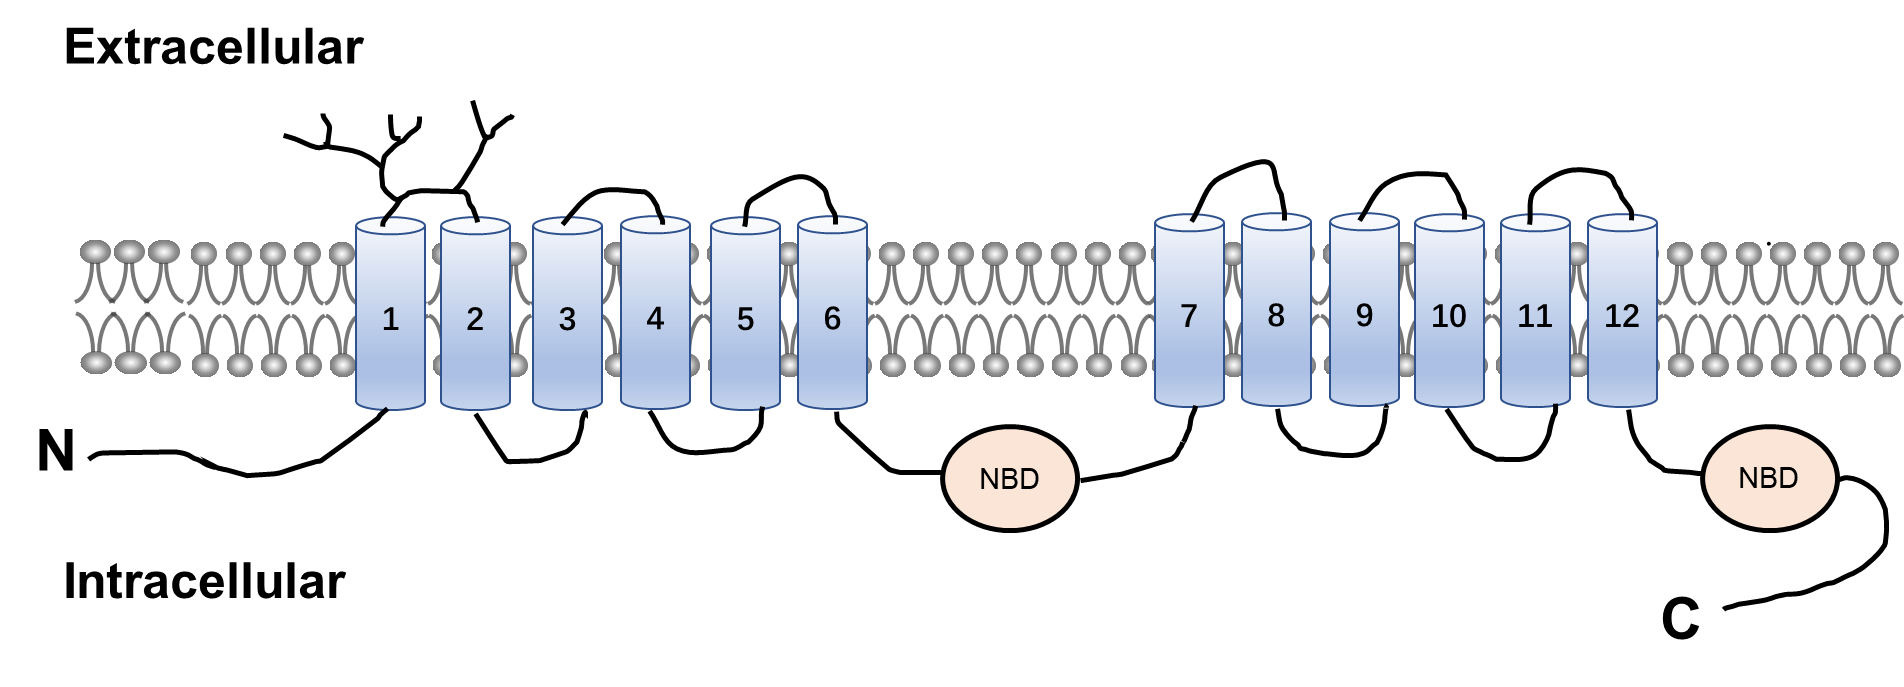 Extracellular
1 2 3 4 5 6 7 8 9 10 11 12
N
NBD NBD
Intracellular
C